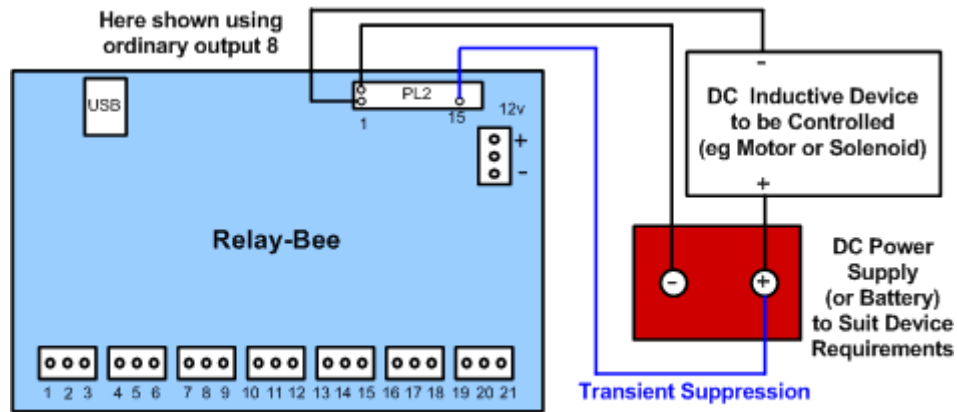 Here shown using
ordinary output 8
USB
PL2
1
15
12v
+
-
Relay-Bee
1 2 3 4 5 6 7 8 9 10 11 12 13 14 15 16 17 18 19 20 21
-
DC Inductive Device
to be Controlled
(eg Motor or Solenoid)
+
- +
DC Power
Supply
(or Battery)
to Suit Device
Requirements
Transient Suppression